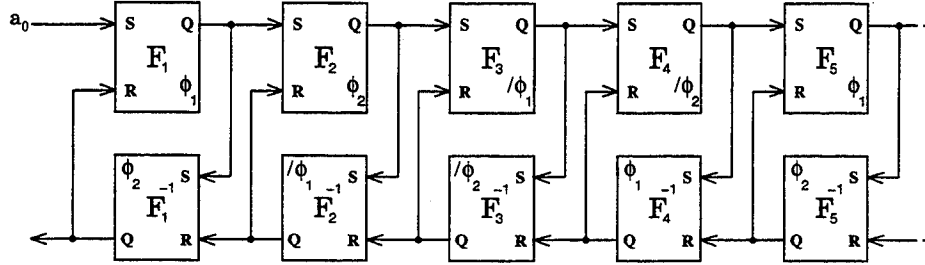 a₀ S Q S Q S Q S Q S Q
F₁ F₂ F₃ F₄ F₅
R ϕ₁ R ϕ₂ R /ϕ₁ R /ϕ₂ R ϕ₁
ϕ₂ S /ϕ₁ S /ϕ₂ S ϕ₁ S ϕ₂ S
F₁⁻¹ F₂⁻¹ F₃⁻¹ F₄⁻¹ F₅⁻¹
Q R Q R Q R Q R Q R